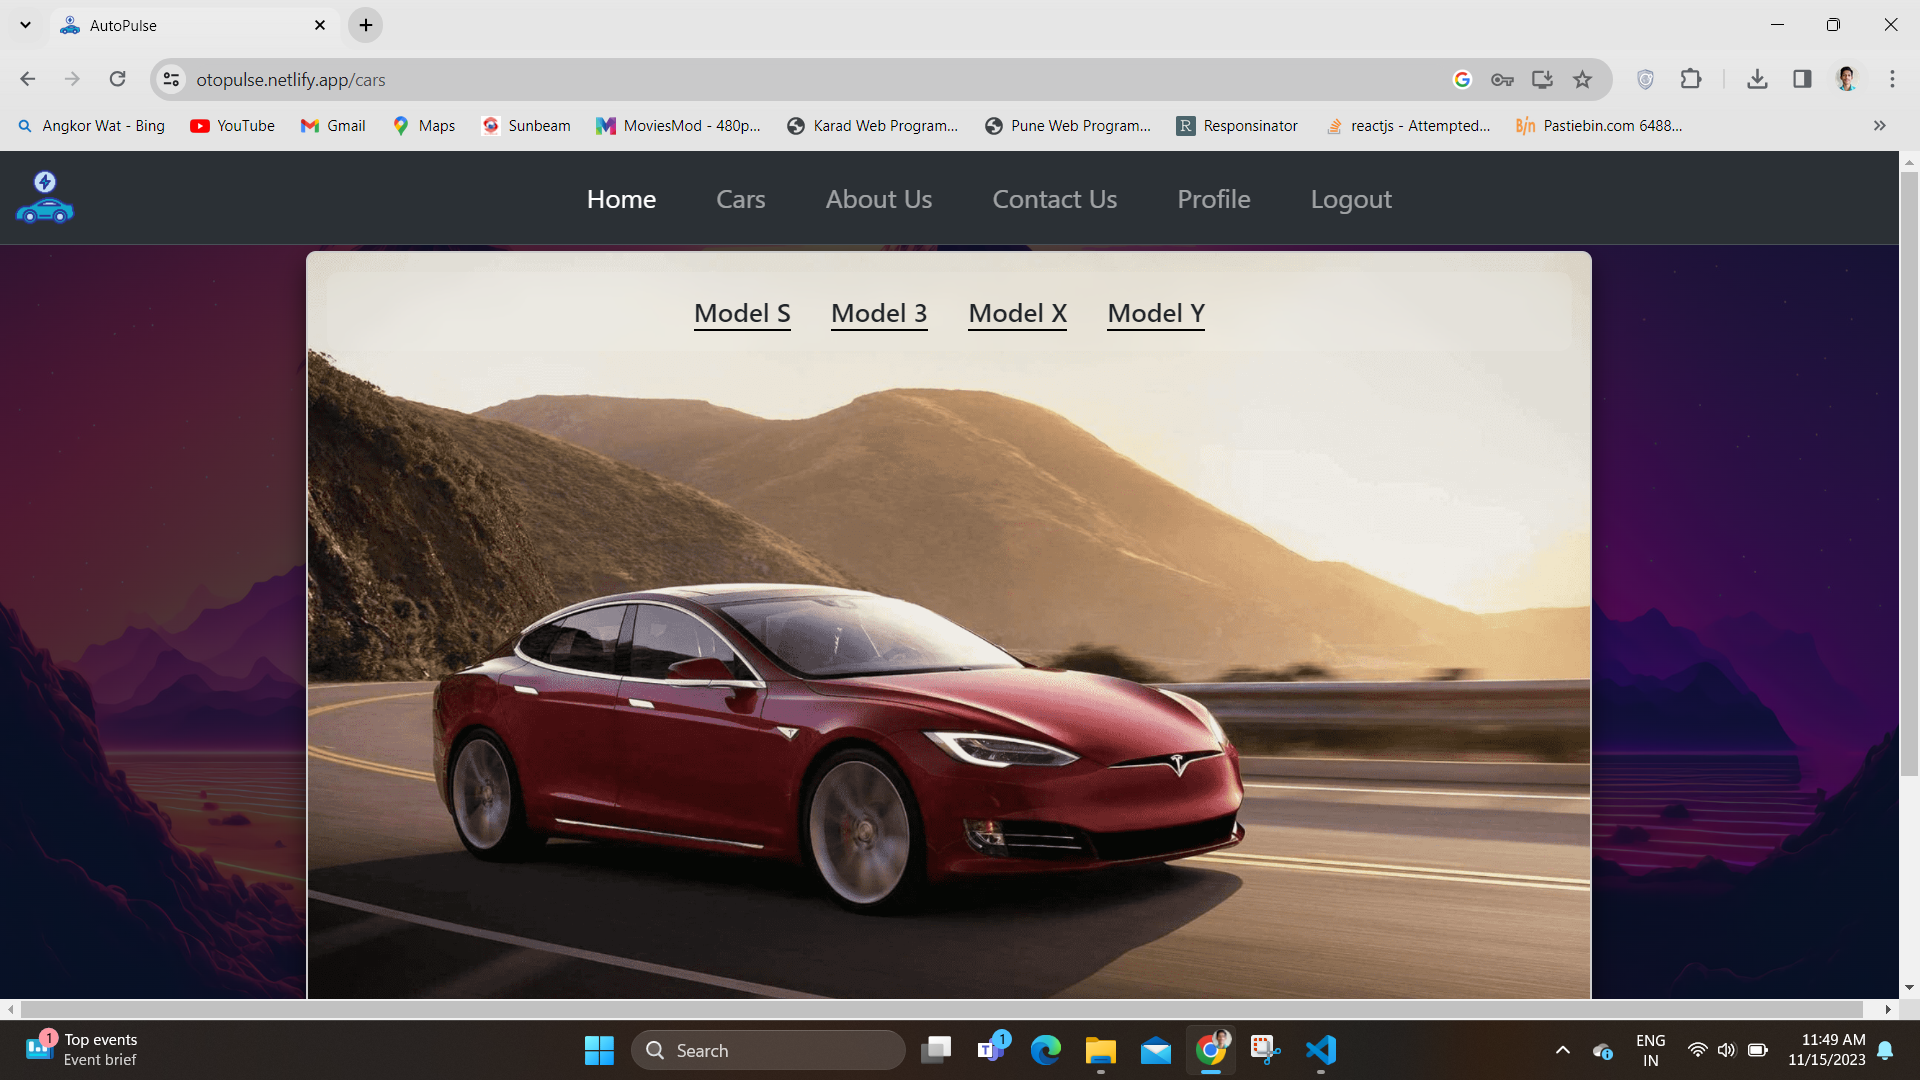 AutoPulse
otopulse.netlify.app/cars
Angkor Wat - Bing YouTube Gmail Maps Sunbeam MoviesMod - 480p... Karad Web Program... Pune Web Program... R Responsinator reactjs - Attempted... Pastiebin.com 6488...
Home Cars About Us Contact Us Profile Logout
Model S Model 3 Model X Model Y
1 Top events
Event brief
Search
1
ENG
IN
11:49 AM
11/15/2023